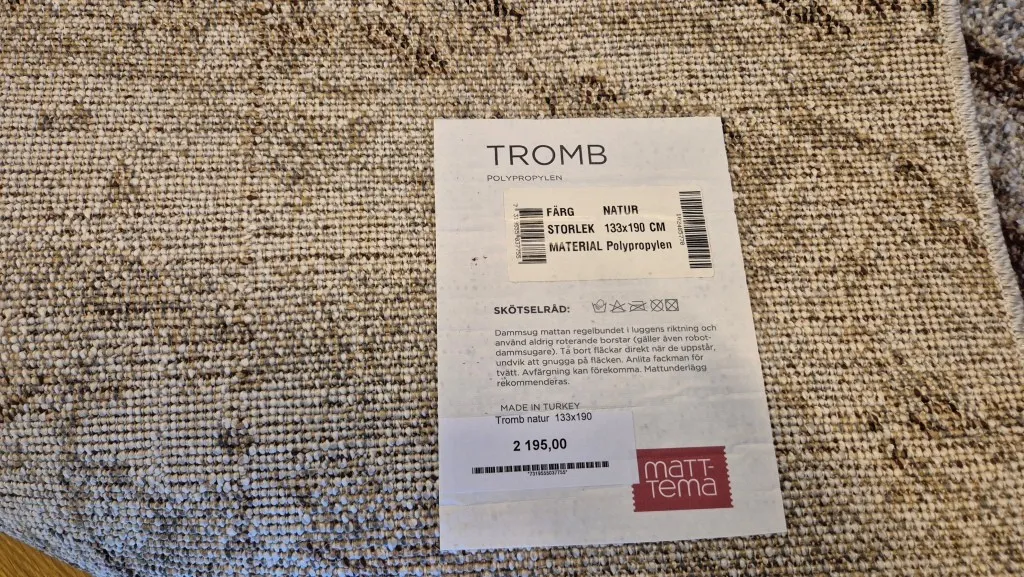 TROMB
POLYPROPYLEN
FÄRG NATUR
STORLEK 133x190 CM
MATERIAL Polypropylen
SKÖTSELRÅD:
Dammsug mattan regelbundet i luggens riktning och
använd aldrig roterande borstar (gäller även robot-
dammsugare). Ta bort fläckar direkt när de uppstår,
undvik att gnugga på fläcken. Anlita fackman för
tvätt. Avfärgning kan förekomma. Mattunderlägg
rekommenderas.
MADE IN TURKEY
Tromb natur 133x190
2 195,00
maTT-
Tema